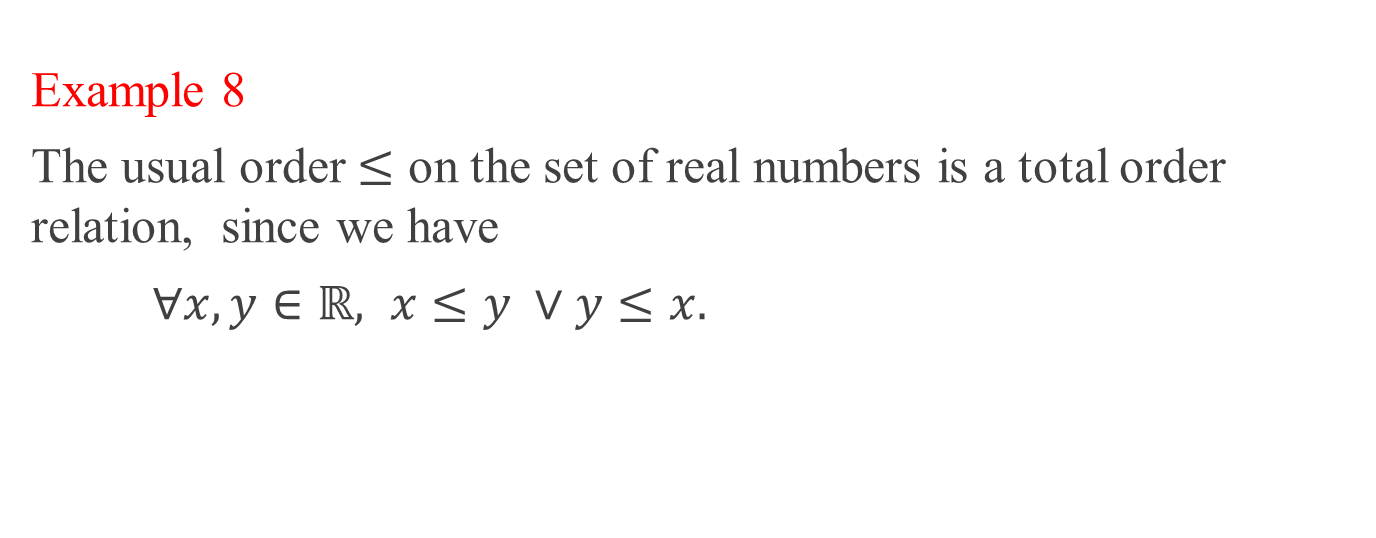 Example 8
The usual order ≤ on the set of real numbers is a total order
relation, since we have
∀x, y ∈ ℝ, x ≤ y ∨ y ≤ x.